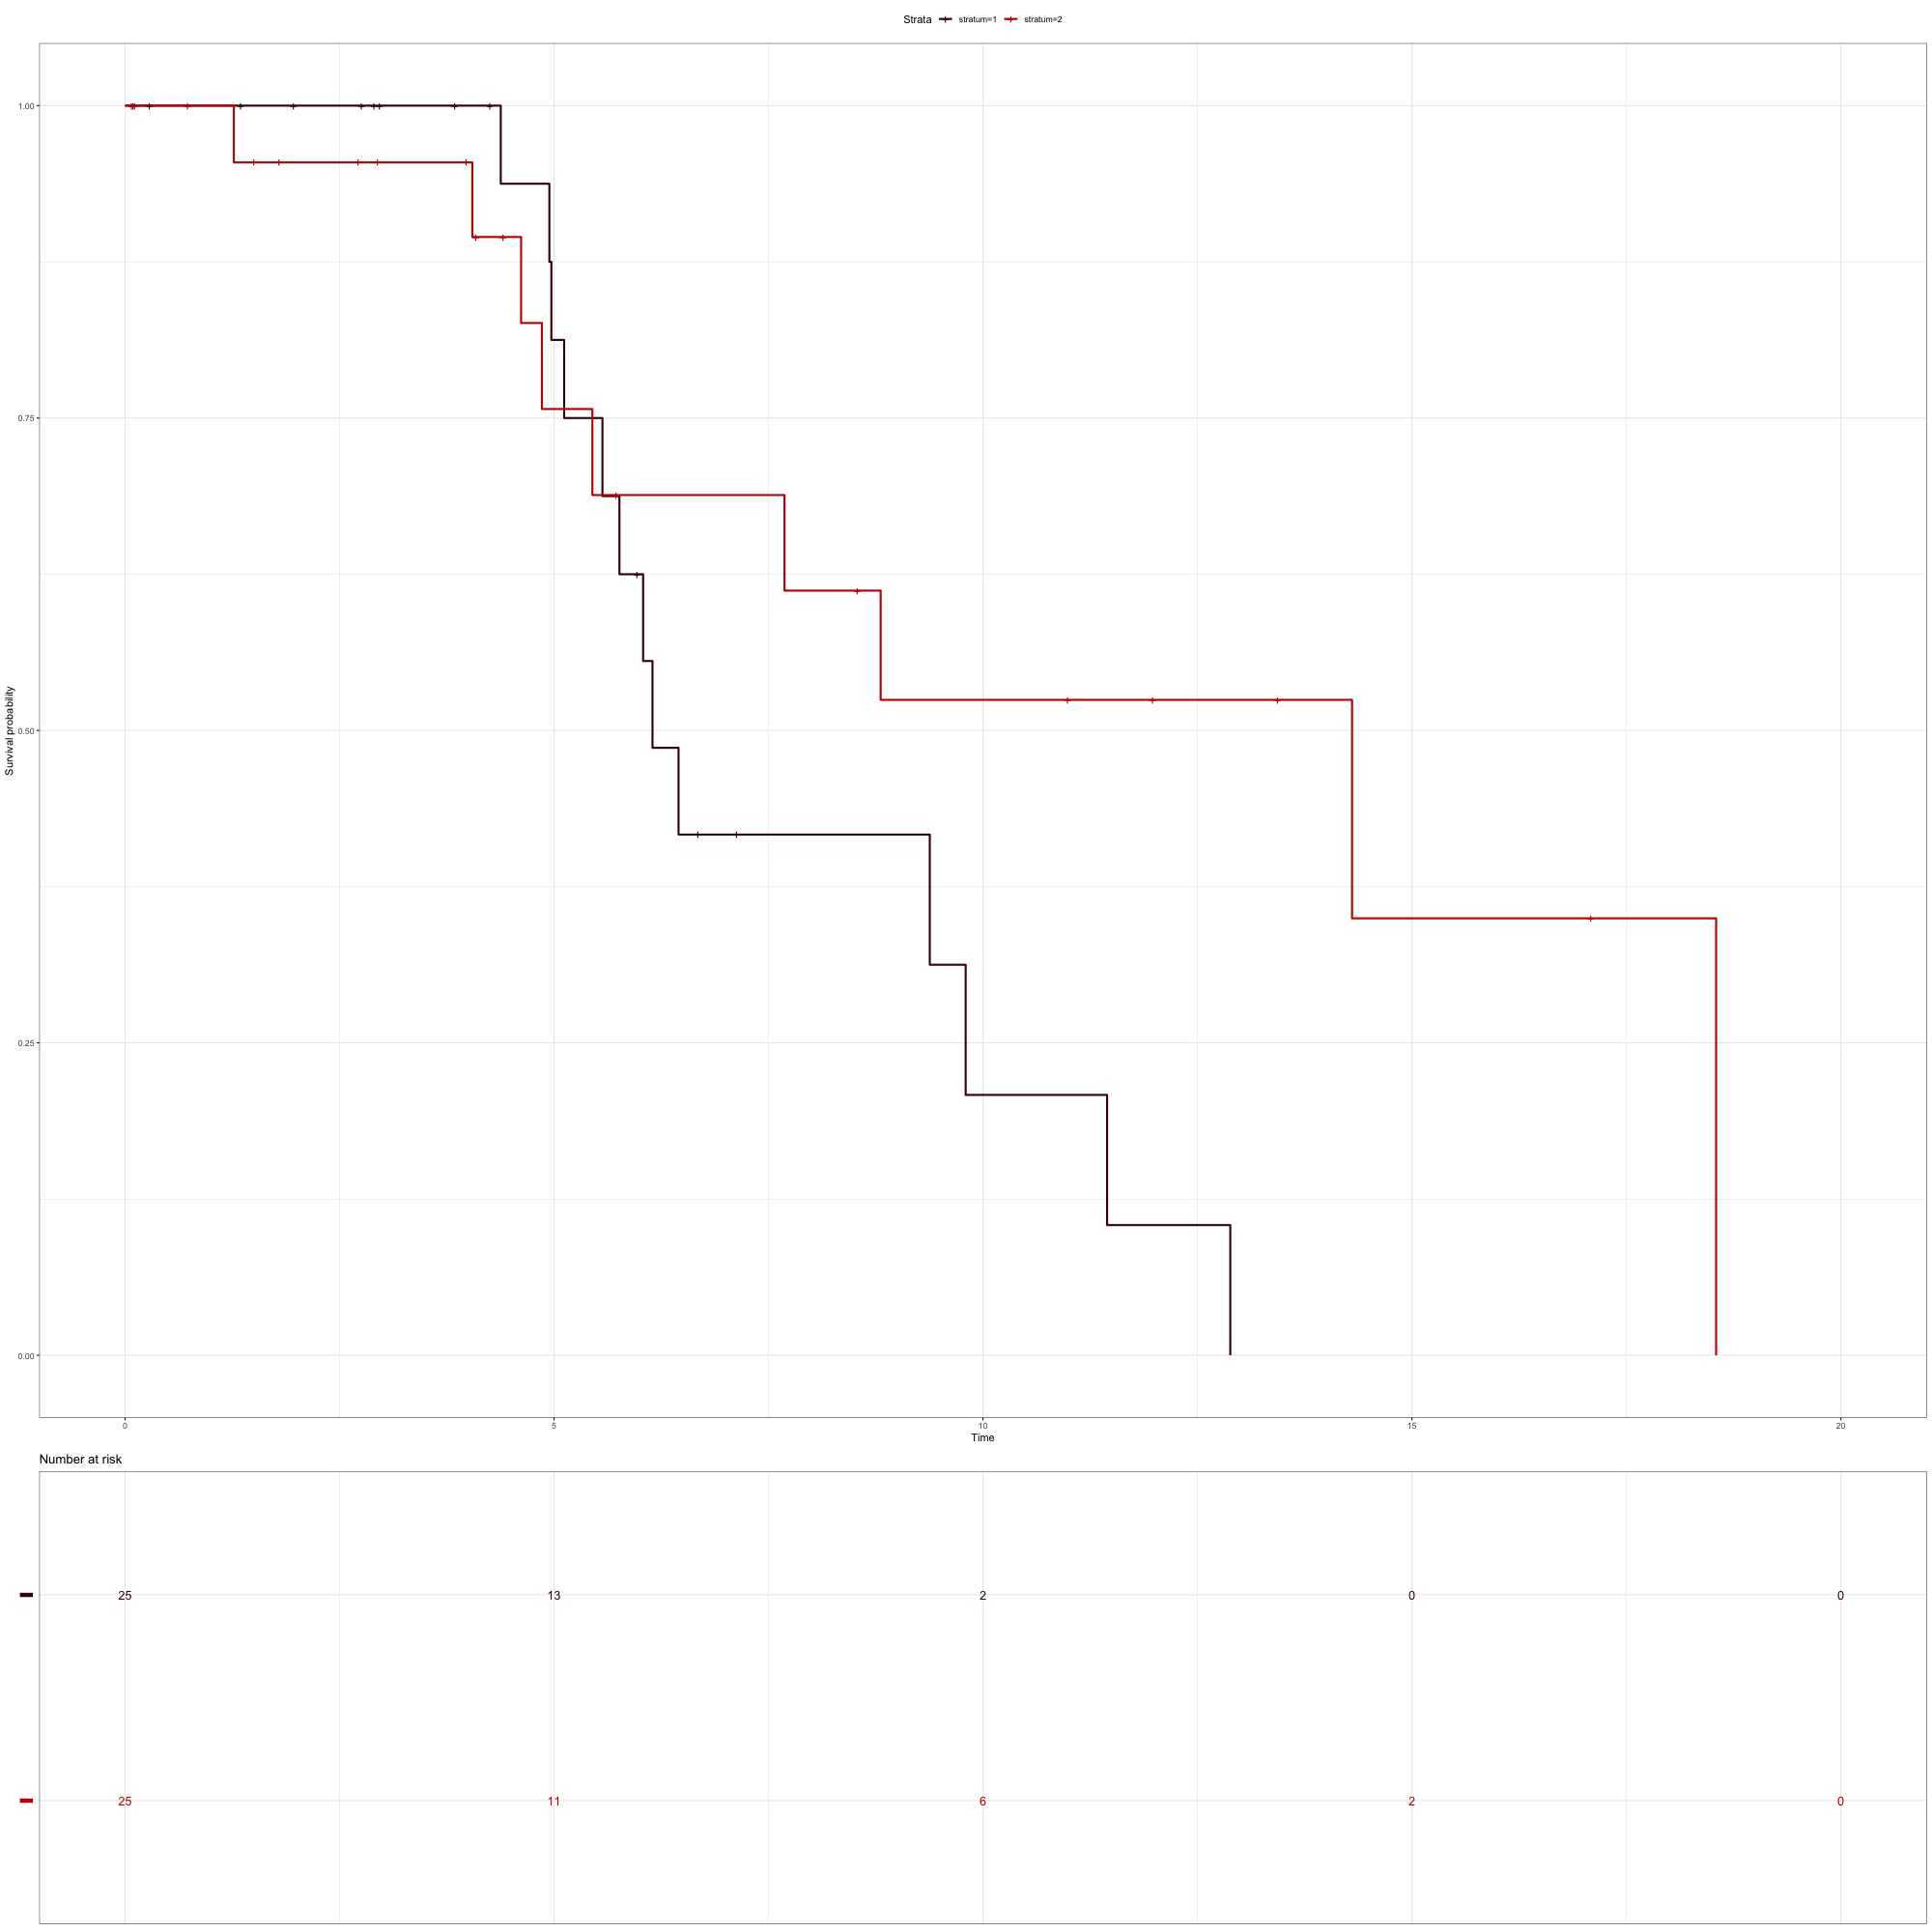 Strata stratum=1 stratum=2
1.00
0.75
0.50
0.25
0.00
Survival probability
0 5 10 15 20
Time
Number at risk
25 13 2 0 0
25 11 6 2 0